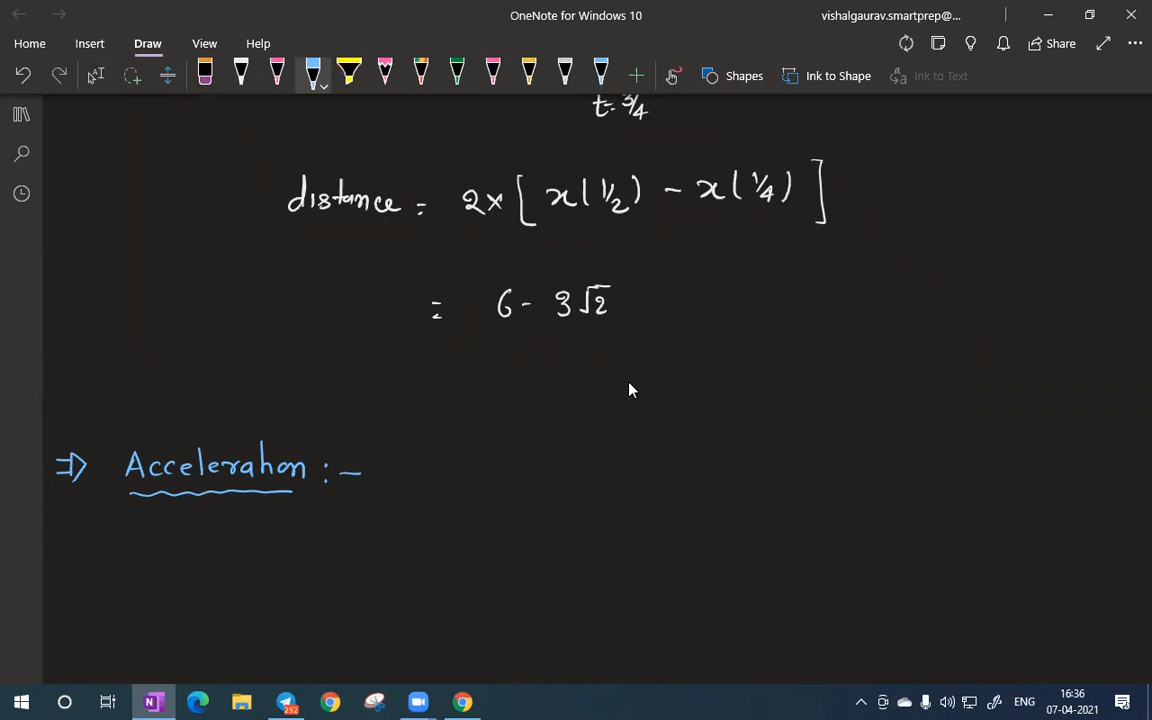 OneNote for Windows 10
vishalgaurav.smartprep@...
Home Insert Draw View Help
Share
Shapes Ink to Shape Ink to Text
t = 3/4
distance = 2× [ x(1/2) - x(1/4) ]
= 6 - 3√2
⇒ Acceleration :-
252
ENG
16:36
07-04-2021